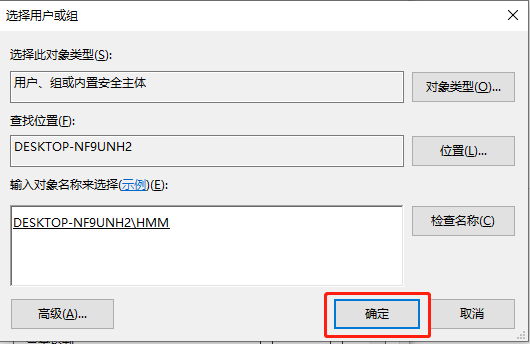 选择用户或组
选择此对象类型(S):
用户、组或内置安全主体
对象类型(O)...
查找位置(F):
DESKTOP-NF9UNH2
位置(L)...
输入对象名称来选择(示例)(E):
DESKTOP-NF9UNH2\HMM
检查名称(C)
高级(A)...
确定
取消